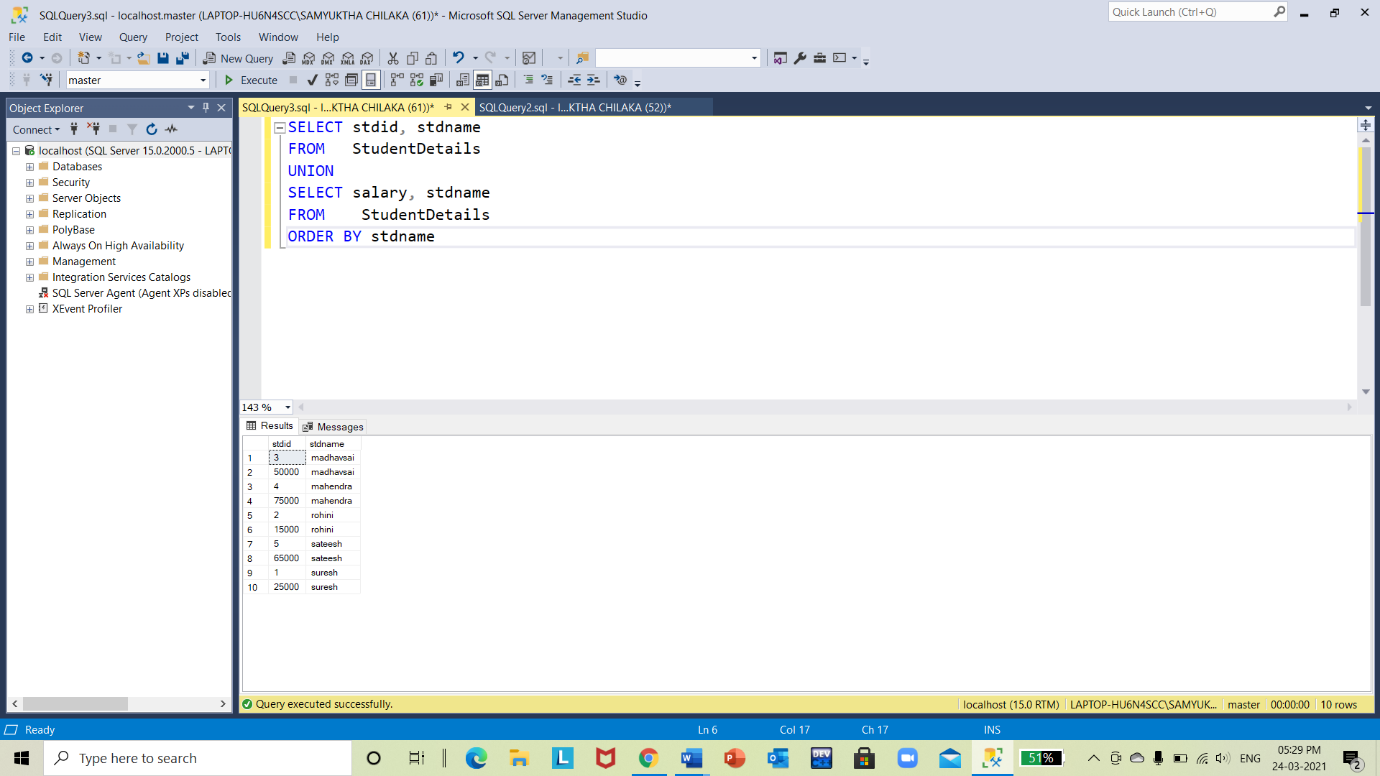 SQLQuery3.sql - localhost.master (LAPTOP-HU6N4SCC\SAMYUKTHA CHILAKA (61))* - Microsoft SQL Server Management Studio
Quick Launch (Ctrl+Q)
File Edit View Query Project Tools Window Help
New Query
master Execute
Object Explorer
SQLQuery3.sql - l...KTHA CHILAKA (61))* SQLQuery2.sql - l...KTHA CHILAKA (52))*
Connect
localhost (SQL Server 15.0.2000.5 - LAPT
Databases
Security
Server Objects
Replication
PolyBase
Always On High Availability
Management
Integration Services Catalogs
SQL Server Agent (Agent XPs disabled
XEvent Profiler
SELECT stdid, stdname
FROM StudentDetails
UNION
SELECT salary, stdname
FROM StudentDetails
ORDER BY stdname
143 %
Results Messages
stdid stdname
1 3 madhavsai
2 50000 madhavsai
3 4 mahendra
4 75000 mahendra
5 2 rohini
6 15000 rohini
7 5 sateesh
8 65000 sateesh
9 1 suresh
10 25000 suresh
Query executed successfully. localhost (15.0 RTM) LAPTOP-HU6N4SCC\SAMYUK... master 00:00:00 10 rows
Ready Ln 6 Col 17 Ch 17 INS
Type here to search
L
DEV
51%
ENG
05:29 PM
24-03-2021
2